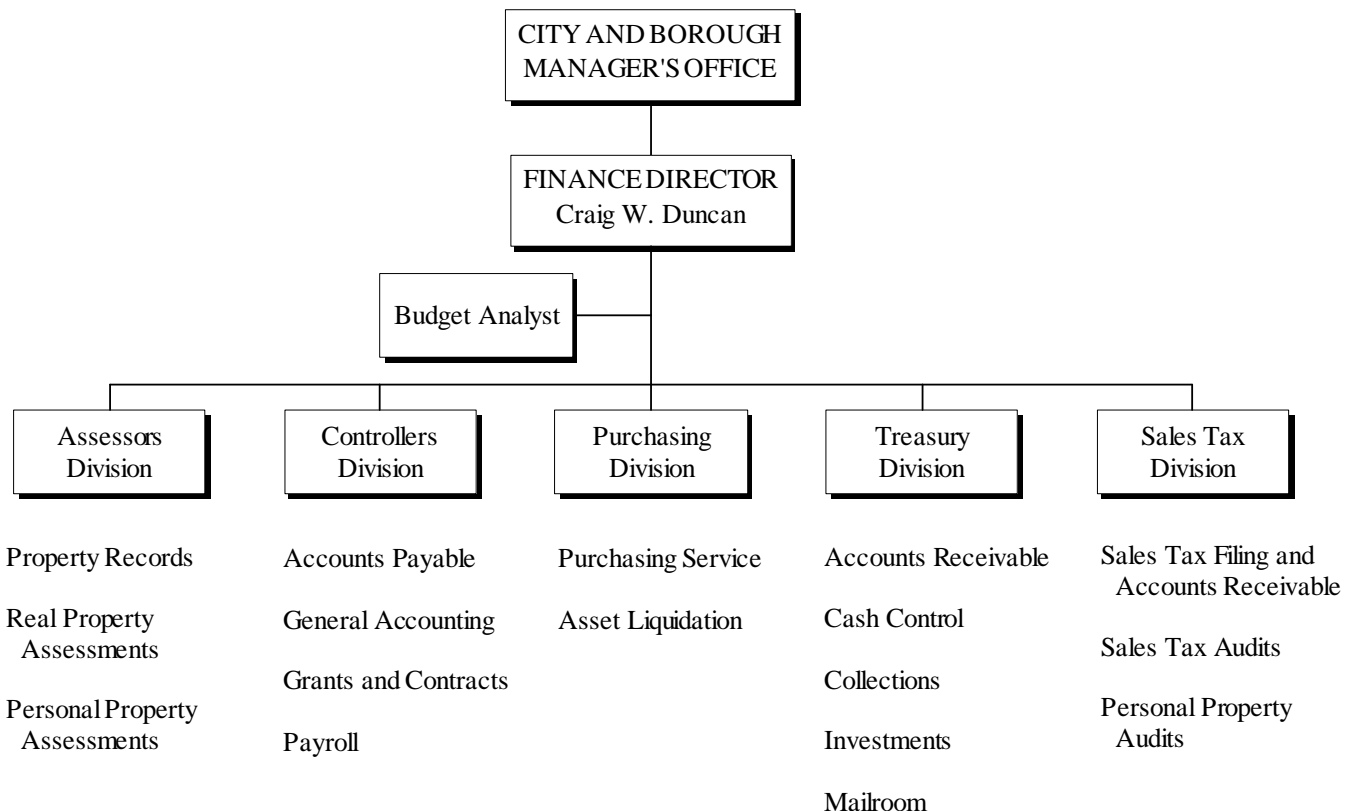 CITY AND BOROUGH
MANAGER'S OFFICE
FINANCE DIRECTOR
Craig W. Duncan
Budget Analyst
Assessors
Division
Controllers
Division
Purchasing
Division
Treasury
Division
Sales Tax
Division
Property Records
Real Property
Assessments
Personal Property
Assessments
Accounts Payable
General Accounting
Grants and Contracts
Payroll
Purchasing Service
Asset Liquidation
Accounts Receivable
Cash Control
Collections
Investments
Mailroom
Sales Tax Filing and
Accounts Receivable
Sales Tax Audits
Personal Property
Audits